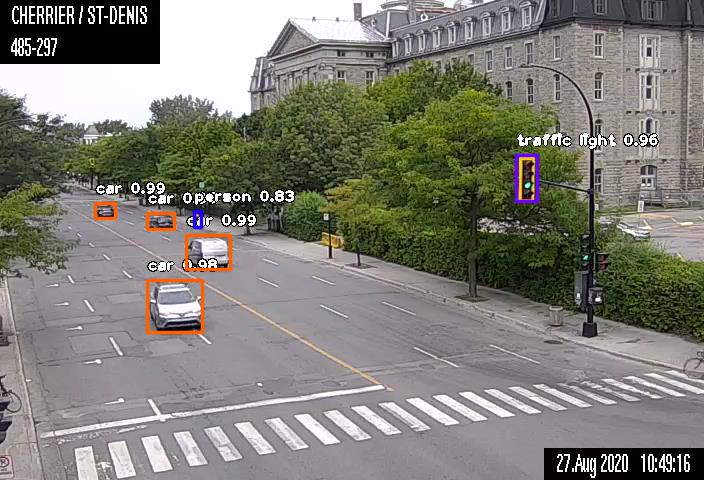 CHERRIER / ST-DENIS
485-297
traffic light 0.96
car 0.99
car 0.
person 0.83
car 0.99
car 0.98
27.Aug 2020 10:49:16